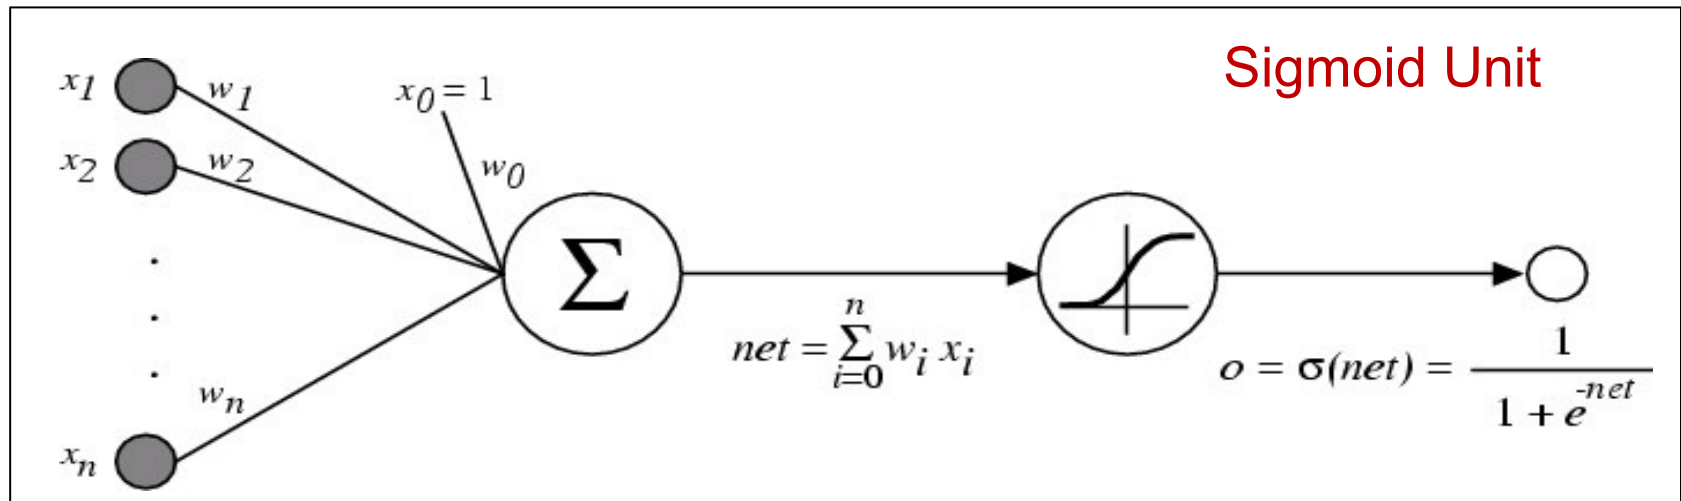 Sigmoid Unit
x1
w1
x0 = 1
x2
w2
w0
.
.
.
Σ
wn
xn
net = Σ i=0 n wi xi
o = σ(net) = 1 / 1 + e -net